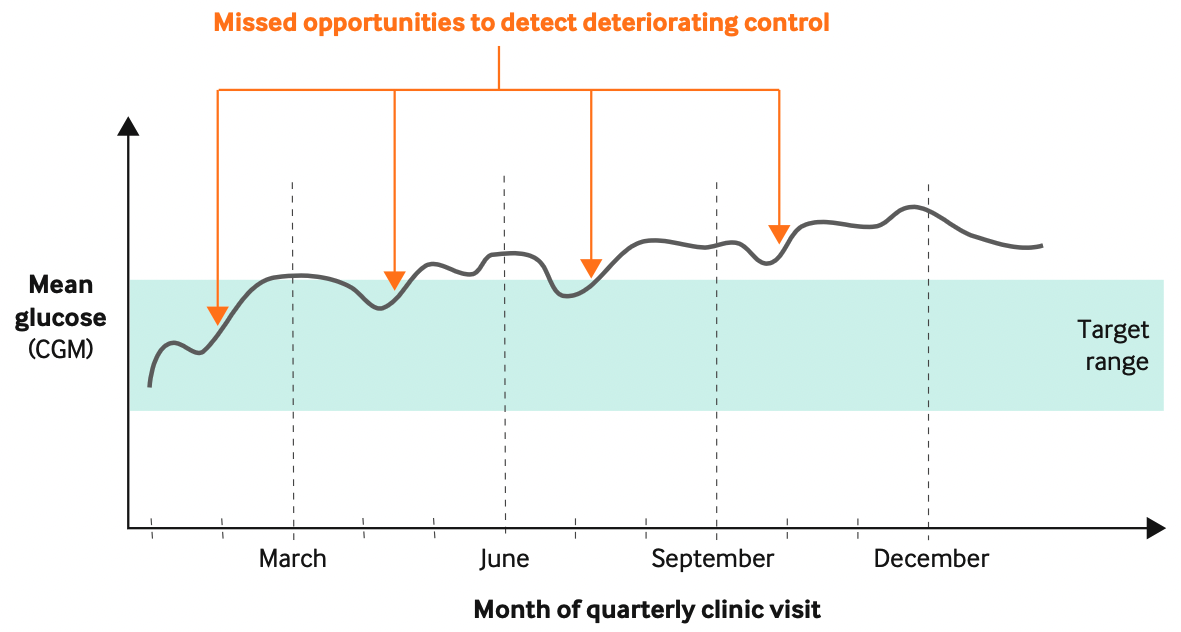 Missed opportunities to detect deteriorating control
Mean
glucose
(CGM)
Target
range
March
June
September
December
Month of quarterly clinic visit